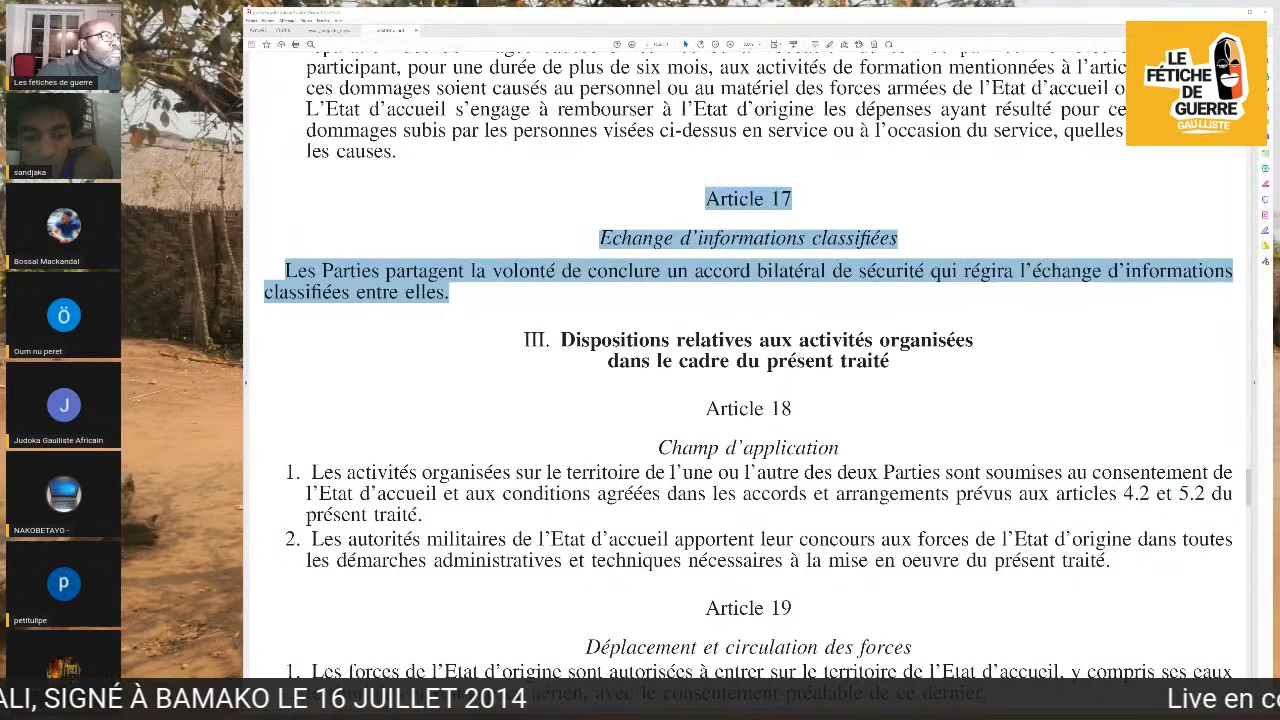 Les fétiches de guerre
sandjaka
Bossal Mackandal
Ö
Oum nu peret
J
Judoka Gaulliste Africain
NAKOBETAYO -
p
petitulipe
Accueil Outils
LE
FÉTICHE
DE
GUERRE
GAULLISTE
participant, pour une durée de plus de six mois, aux activités de formation mentionnées à l'artic
ces dommages soient causés au personnel ou au matériel des forces armées de l'Etat d'accueil o
L'Etat d'accueil s'engage à rembourser à l'Etat d'origine les dépenses ayant résulté pour ce
dommages subis par les personnes visées ci-dessus en service ou à l'occasion du service, quelles
les causes.
Article 17
Echange d'informations classifiées
Les Parties partagent la volonté de conclure un accord bilatéral de sécurité qui régira l'échange d'informations
classifiées entre elles.
III. Dispositions relatives aux activités organisées
dans le cadre du présent traité
Article 18
Champ d'application
1. Les activités organisées sur le territoire de l'une ou l'autre des deux Parties sont soumises au consentement de
l'Etat d'accueil et aux conditions agréées dans les accords et arrangements prévus aux articles 4.2 et 5.2 du
présent traité.
2. Les autorités militaires de l'Etat d'accueil apportent leur concours aux forces de l'Etat d'origine dans toutes
les démarches administratives et techniques nécessaires à la mise en oeuvre du présent traité.
Article 19
Déplacement et circulation des forces
1. Les forces de l'Etat d'origine sont autorisées à entrer sur le territoire de l'Etat d'accueil, y compris ses eaux
aérien, avec le consentement préalable de ce dernier.
ALI, SIGNÉ À BAMAKO LE 16 JUILLET 2014
Live en co